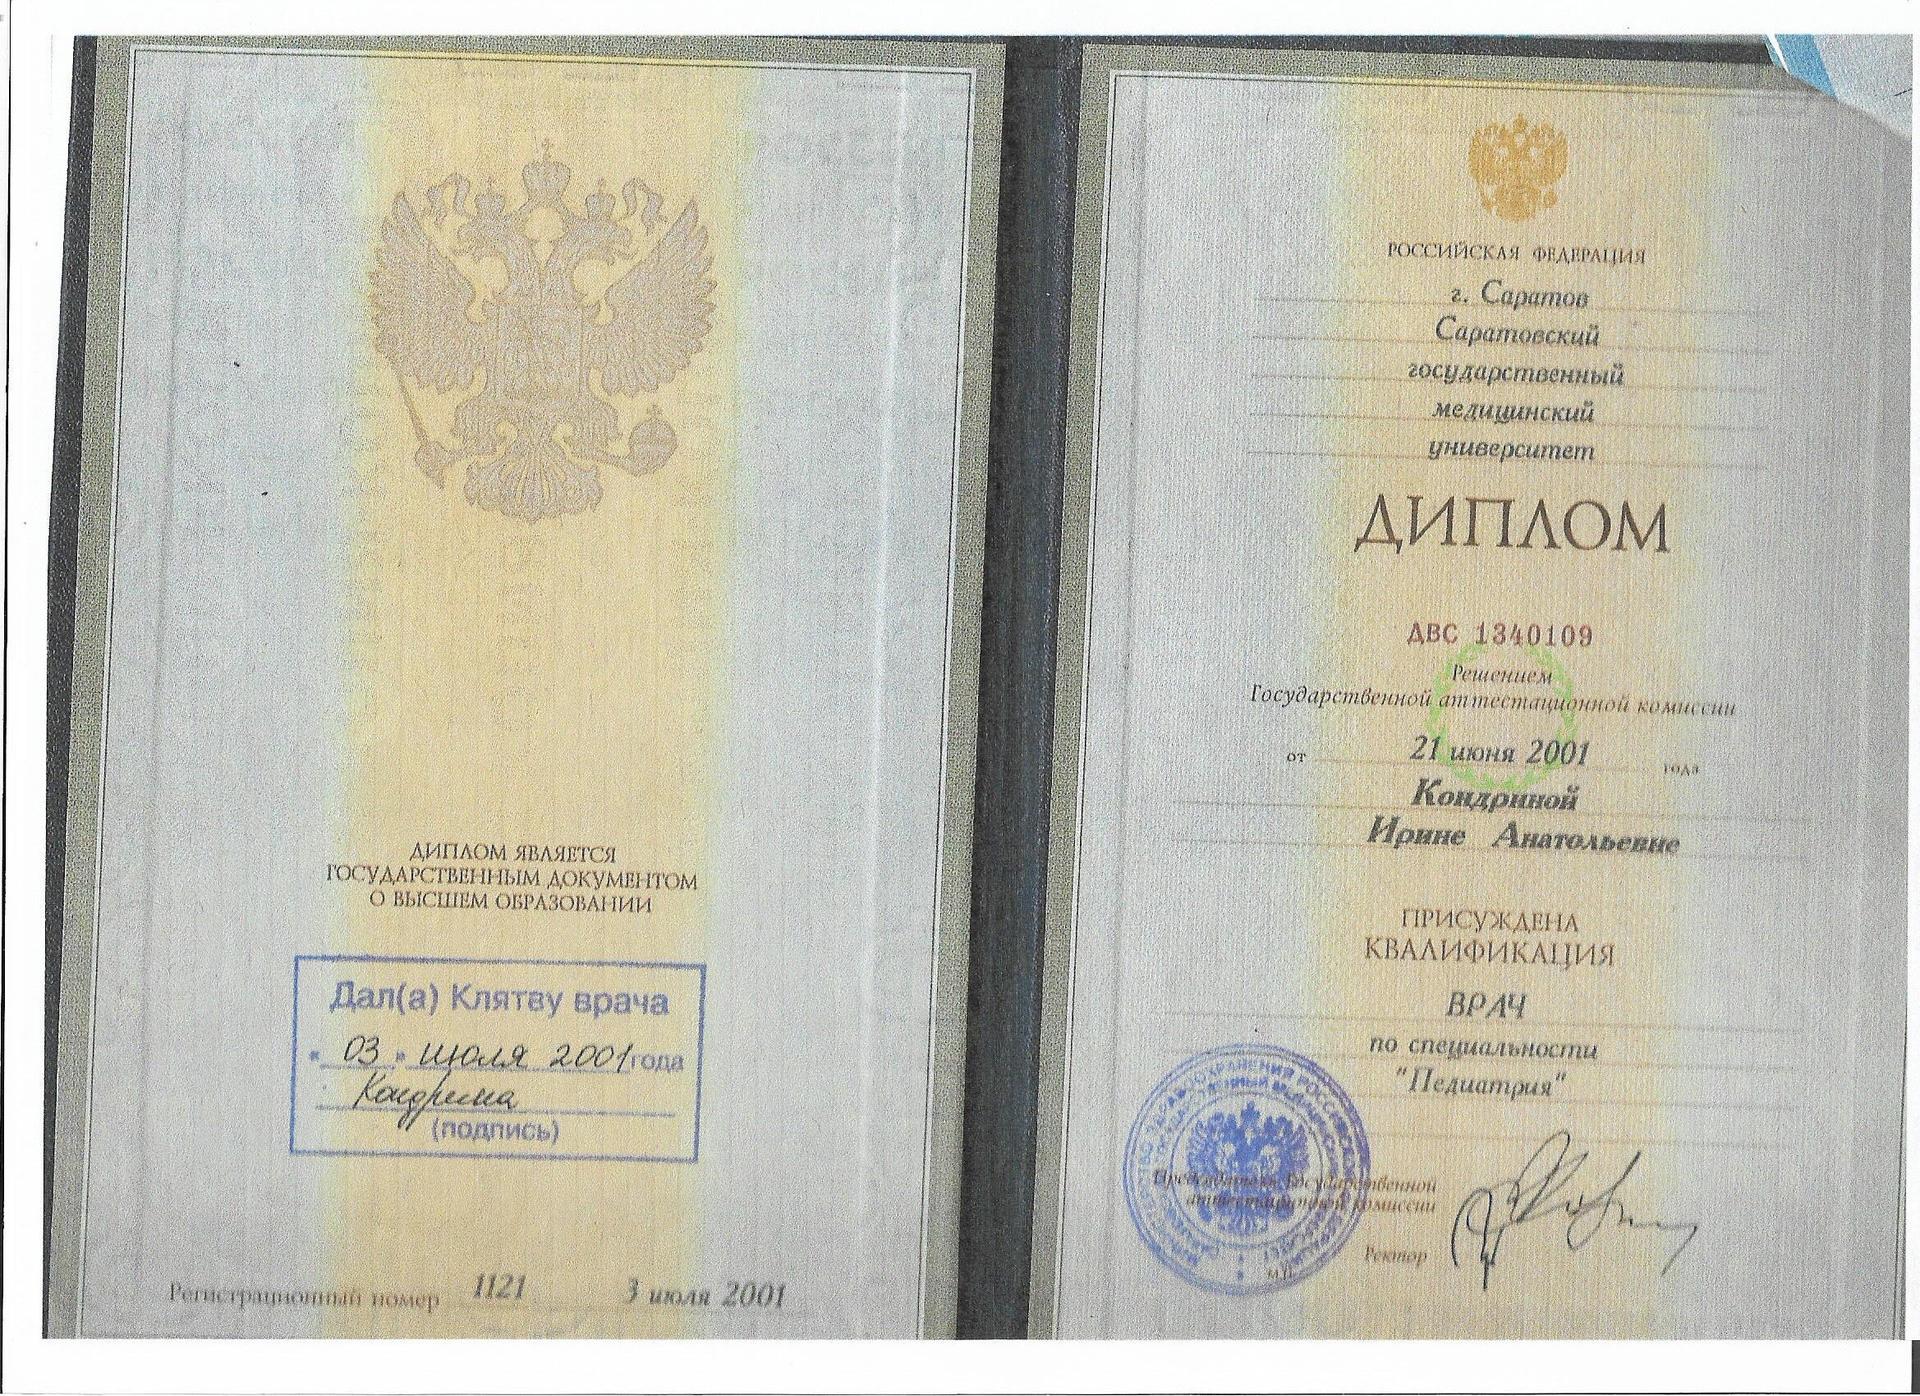 ДИПЛОМ ЯВЛЯЕТСЯ
ГОСУДАРСТВЕННЫМ ДОКУМЕНТОМ
О ВЫСШЕМ ОБРАЗОВАНИИ
Дал(а) Клятву врача
" 03 " июля 2001 года
Кондрина
(подпись)
Регистрационный номер 1121 3 июля 2001
РОССИЙСКАЯ ФЕДЕРАЦИЯ
г. Саратов
Саратовский
государственный
медицинский
университет
ДИПЛОМ
ДВС 1340109
Решением
Государственной аттестационной комиссии
от 21 июня 2001 года
Кондриной
Ирине Анатольевне
ПРИСУЖДЕНА
КВАЛИФИКАЦИЯ
ВРАЧ
по специальности
"Педиатрия"
Председатель Государственной
аттестационной комиссии
Ректор
М.П.